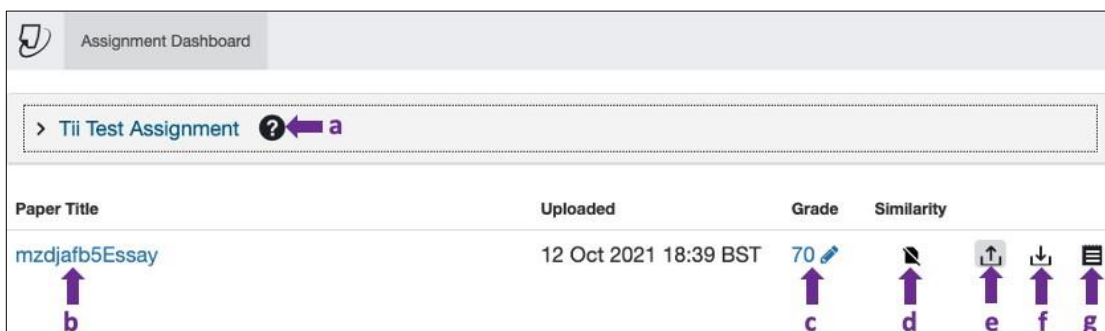 Assignment Dashboard
> Tii Test Assignment ? a
Paper Title Uploaded Grade Similarity
mzdjafb5Essay 12 Oct 2021 18:39 BST 70
b c d e f g